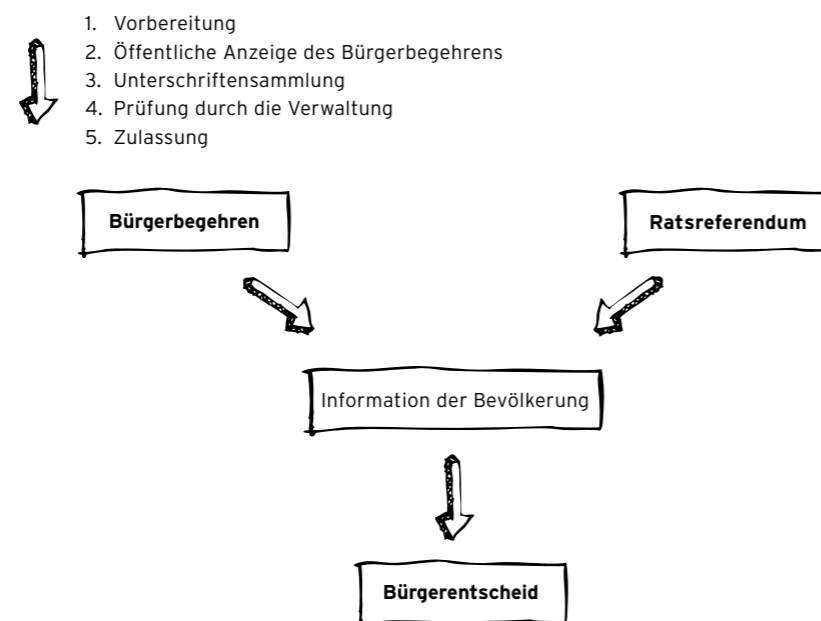 1. Vorbereitung
2. Öffentliche Anzeige des Bürgerbegehrens
3. Unterschriftensammlung
4. Prüfung durch die Verwaltung
5. Zulassung
Bürgerbegehren
Ratsreferendum
Information der Bevölkerung
Bürgerentscheid